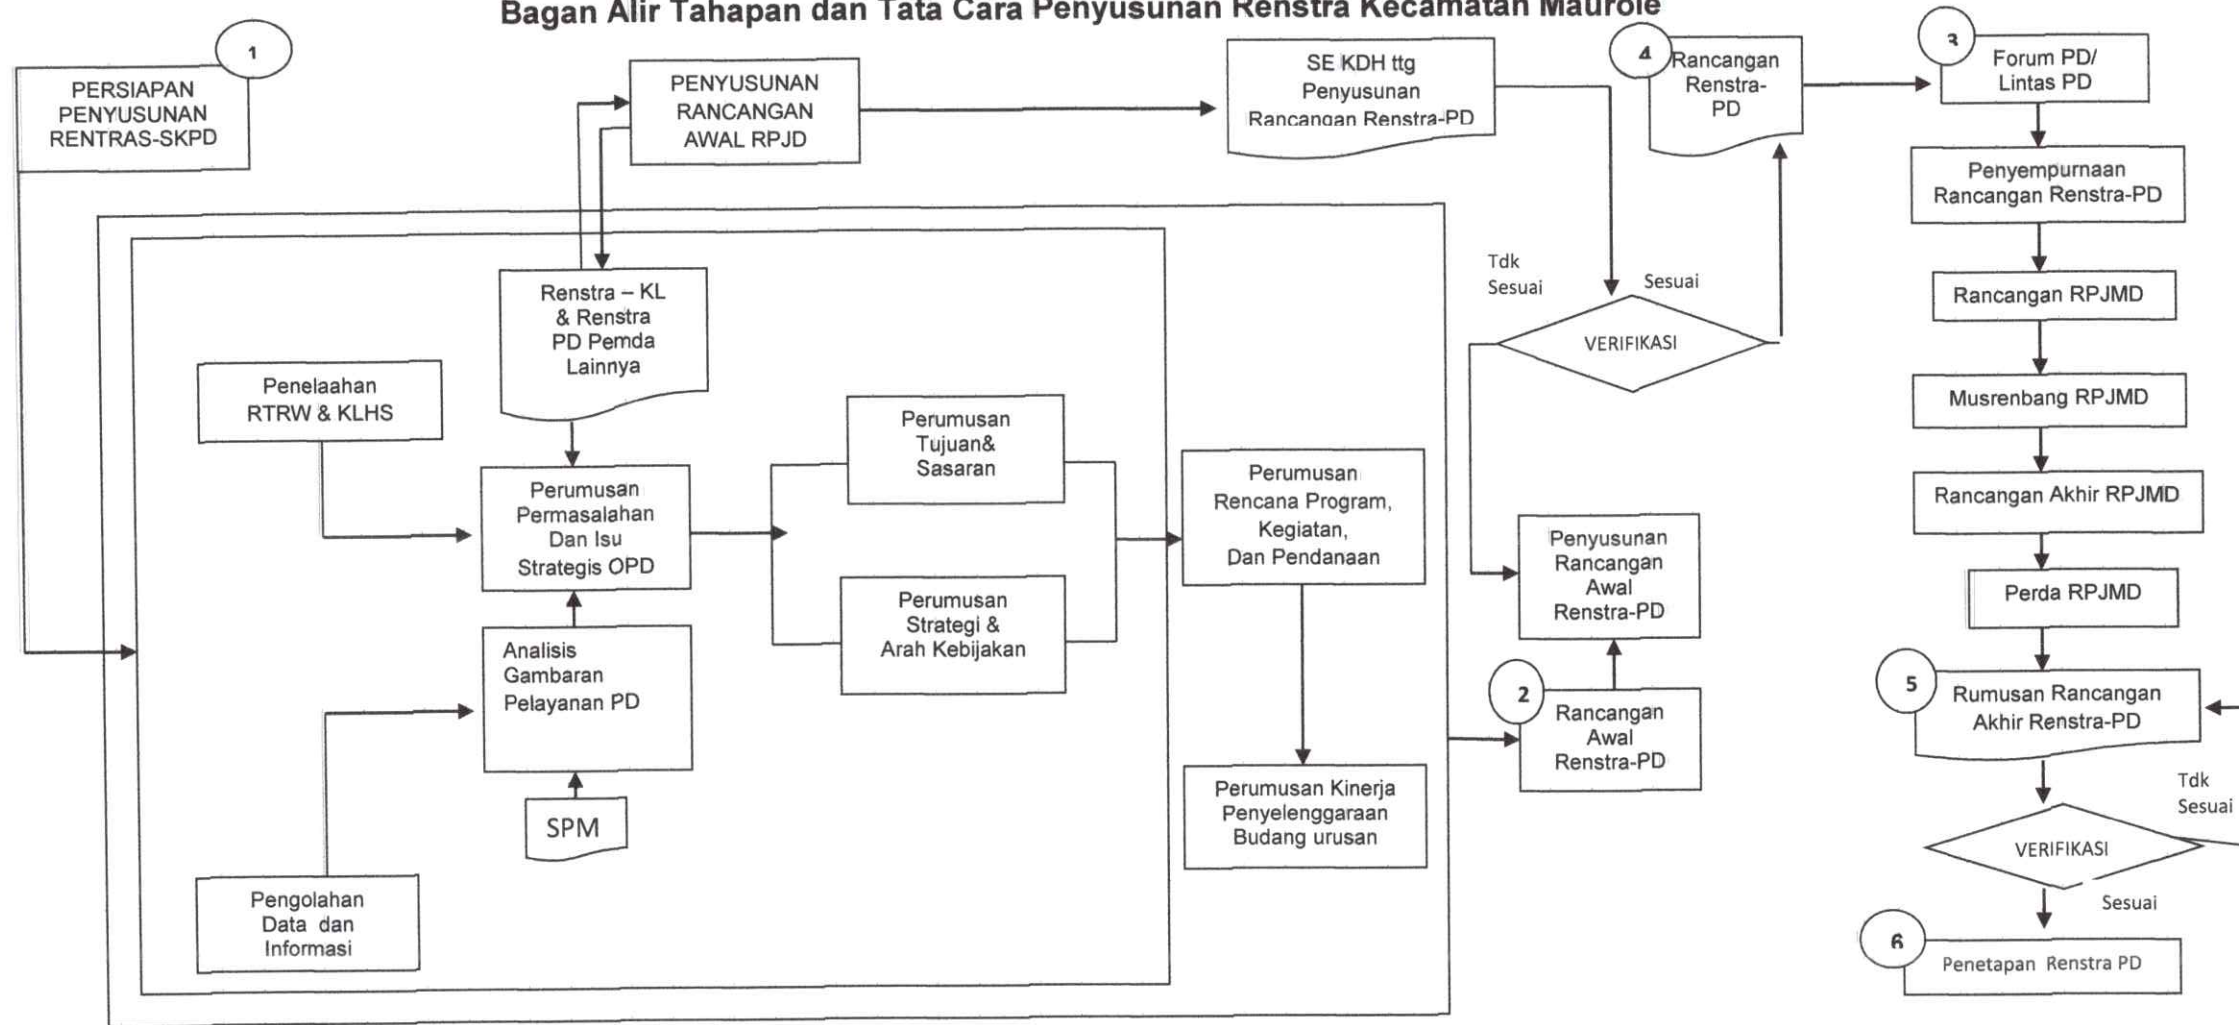 Bagan Alir Tahapan dan Tata Cara Penyusunan Renstra Kecamatan Maurole
1
PERSIAPAN
PENYUSUNAN
RENTRAS-SKPD
PENYUSUNAN
RANCANGAN
AWAL RPJD
SE KDH ttg
Penyusunan
Rancangan Renstra-PD
4
Rancangan
Renstra-
PD
3
Forum PD/
Lintas PD
Penyempurnaan
Rancangan Renstra-PD
Rancangan RPJMD
Musrenbang RPJMD
Rancangan Akhir RPJMD
Perda RPJMD
5
Rumusan Rancangan
Akhir Renstra-PD
Tdk
Sesuai
VERIFIKASI
Sesuai
6
Penetapan Renstra PD
Tdk
Sesuai
Sesuai
VERIFIKASI
Penyusunan
Rancangan
Awal
Renstra-PD
2
Rancangan
Awal
Renstra-PD
Renstra – KL
& Renstra
PD Pemda
Lainnya
Penelaahan
RTRW & KLHS
Perumusan
Permasalahan
Dan Isu
Strategis OPD
Analisis
Gambaran
Pelayanan PD
SPM
Pengolahan
Data dan
Informasi
Perumusan
Tujuan&
Sasaran
Perumusan
Strategi &
Arah Kebijakan
Perumusan
Rencana Program,
Kegiatan,
Dan Pendanaan
Perumusan Kinerja
Penyelenggaraan
Budang urusan